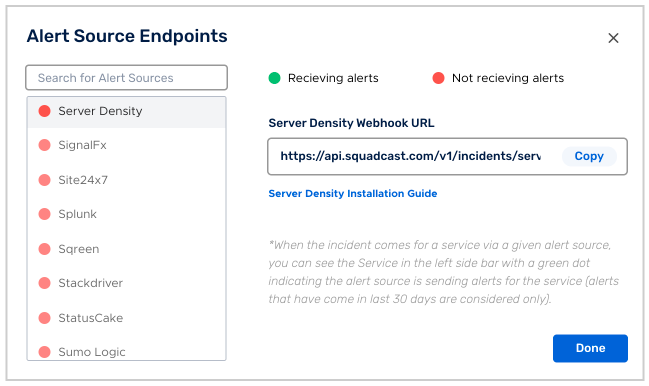 Alert Source Endpoints
Search for Alert Sources
Recieving alerts
Not recieving alerts
Server Density
SignalFx
Site24x7
Splunk
Sqreen
Stackdriver
StatusCake
Sumo Logic
Server Density Webhook URL
https://api.squadcast.com/v1/incidents/serv
Copy
Server Density Installation Guide
*When the incident comes for a service via a given alert source,
you can see the Service in the left side bar with a green dot
indicating the alert source is sending alerts for the service (alerts
that have come in last 30 days are considered only).
Done